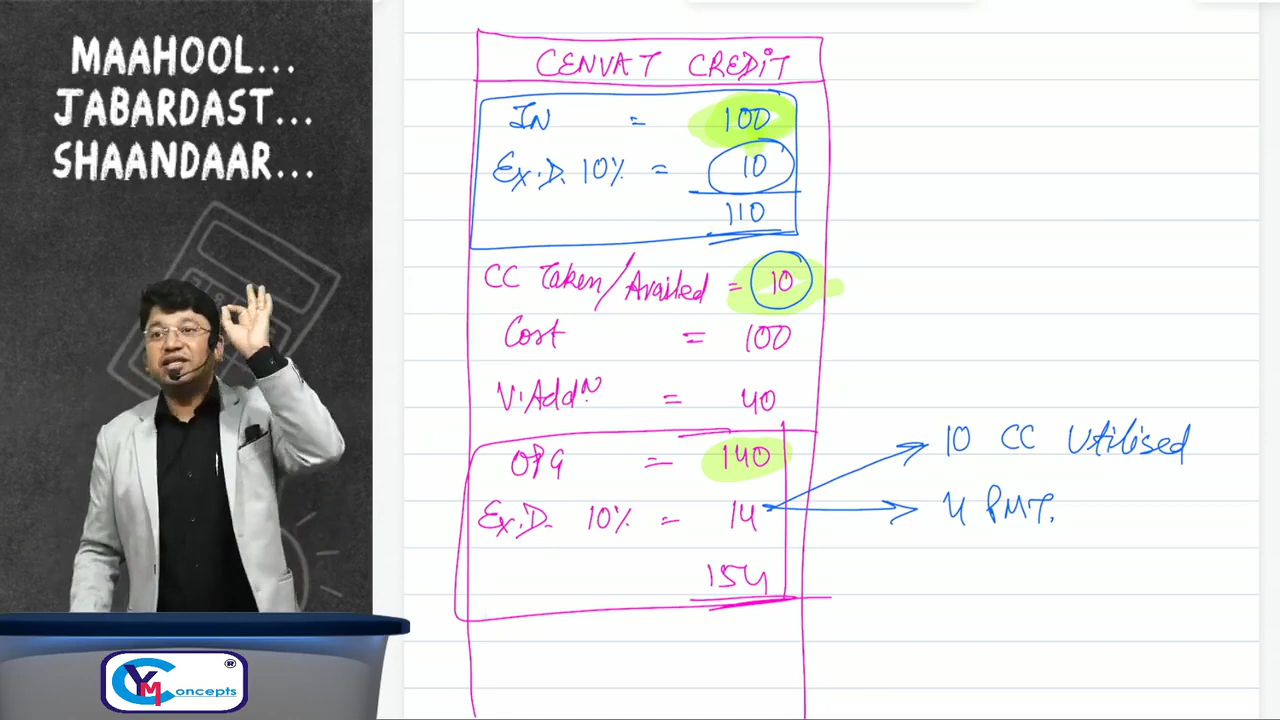 MAAHOOL...
JABARDAST...
SHAANDAAR...
CENVAT CREDIT
IN = 100
Ex.D. 10% = 10
110
CC Taken/Availed = 10
Cost = 100
V.Addn = 40
OPG = 140
Ex.D. 10% = 14
154
10 CC Utilised
4 PMT.
YM Concepts ®